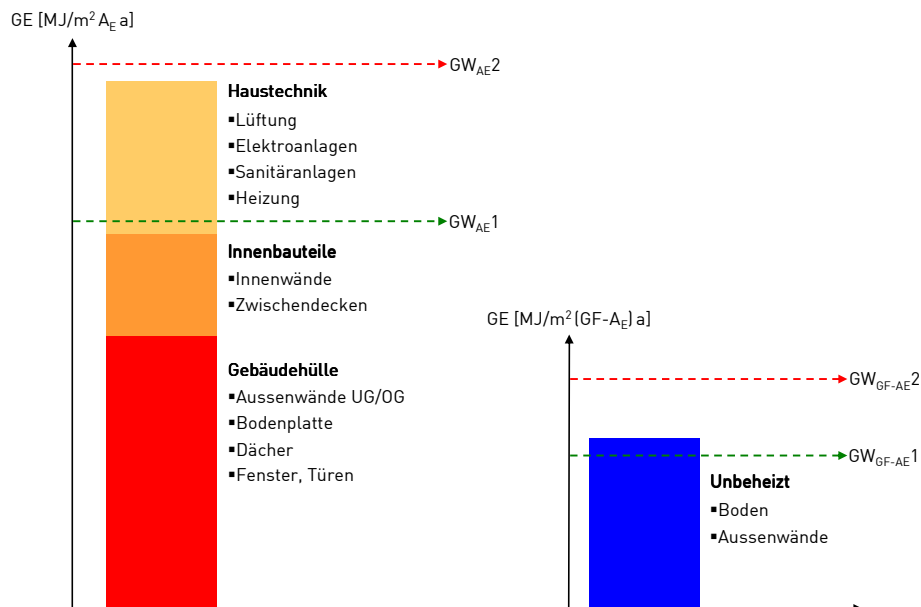 GE [MJ/m² A_E a]
GW_AE2
Haustechnik
▪Lüftung
▪Elektroanlagen
▪Sanitäranlagen
▪Heizung
GW_AE1
Innenbauteile
▪Innenwände
▪Zwischendecken
Gebäudehülle
▪Aussenwände UG/OG
▪Bodenplatte
▪Dächer
▪Fenster, Türen
GE [MJ/m² (GF-A_E) a]
GW_GF-AE2
GW_GF-AE1
Unbeheizt
▪Boden
▪Aussenwände